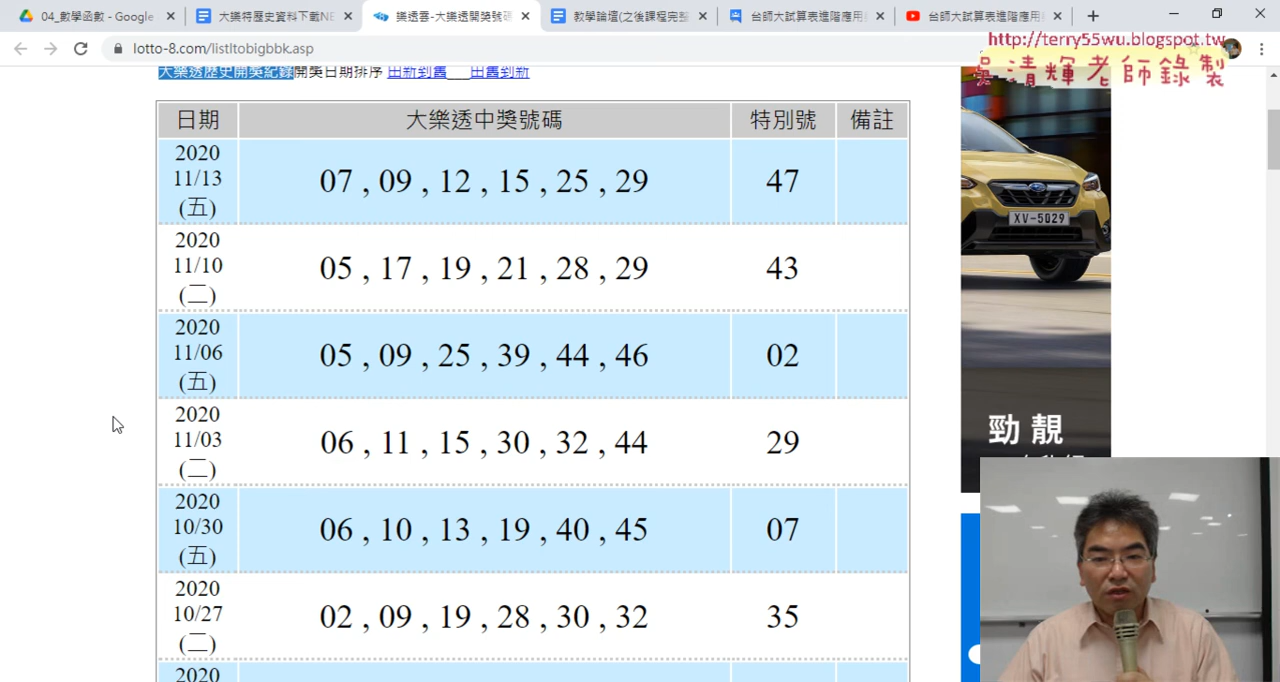 04_數學函數 - Google
大樂特歷史資料下載NE
樂透雲-大樂透開獎號碼
教學論壇(之後課程完整
台師大試算表進階應用
台師大試算表進階應用
lotto-8.com/listltobigbbk.asp
http://terry55wu.blogspot.tw
吳清輝老師錄製
大樂透歷史開獎紀錄開獎日期排序 由新到舊 由舊到新
日期 大樂透中獎號碼 特別號 備註
2020
11/13
(五)
07 , 09 , 12 , 15 , 25 , 29 47
2020
11/10
(二)
05 , 17 , 19 , 21 , 28 , 29 43
2020
11/06
(五)
05 , 09 , 25 , 39 , 44 , 46 02
2020
11/03
(二)
06 , 11 , 15 , 30 , 32 , 44 29
2020
10/30
(五)
06 , 10 , 13 , 19 , 40 , 45 07
2020
10/27
(二)
02 , 09 , 19 , 28 , 30 , 32 35
2020
XV-5029
勁靚